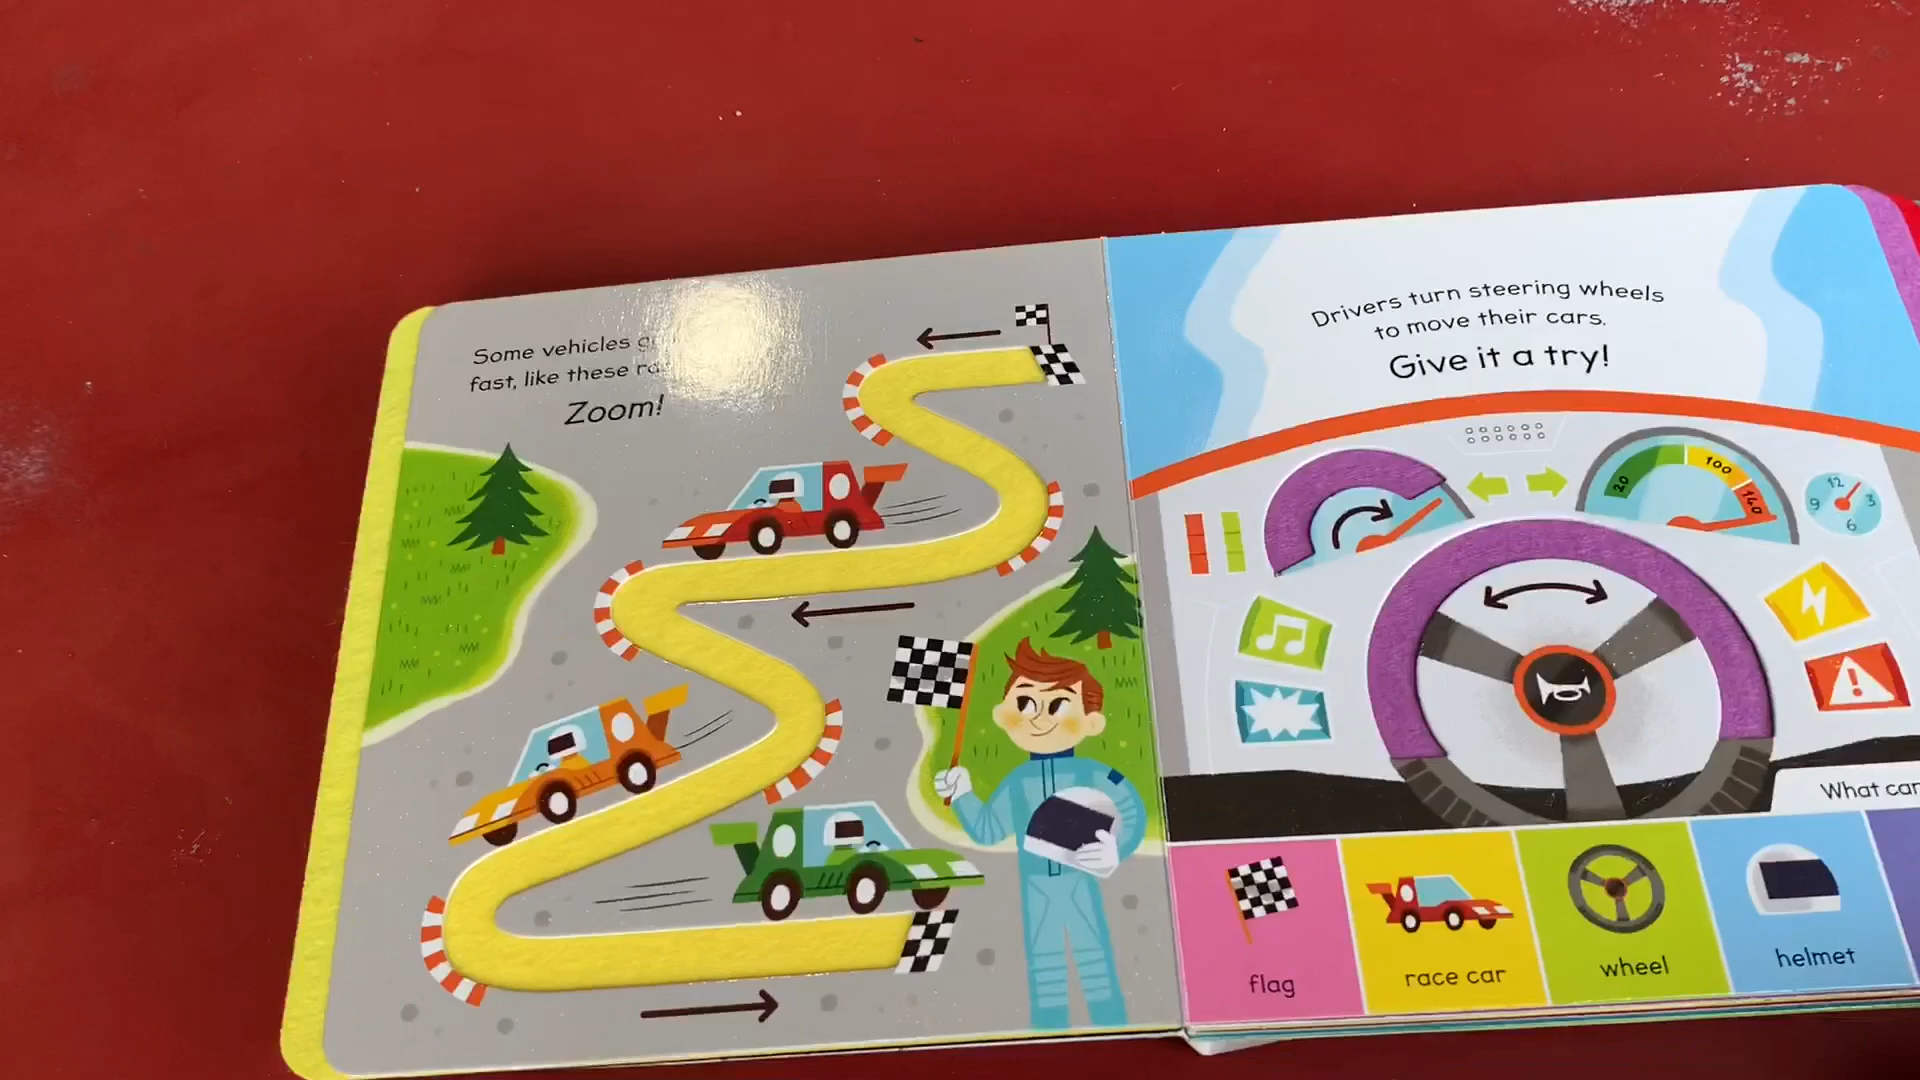 Some vehicles
fast, like these
Zoom!
Drivers turn steering wheels
to move their cars.
Give it a try!
20
100
140
12
9
3
6
What
flag
race car
wheel
helmet